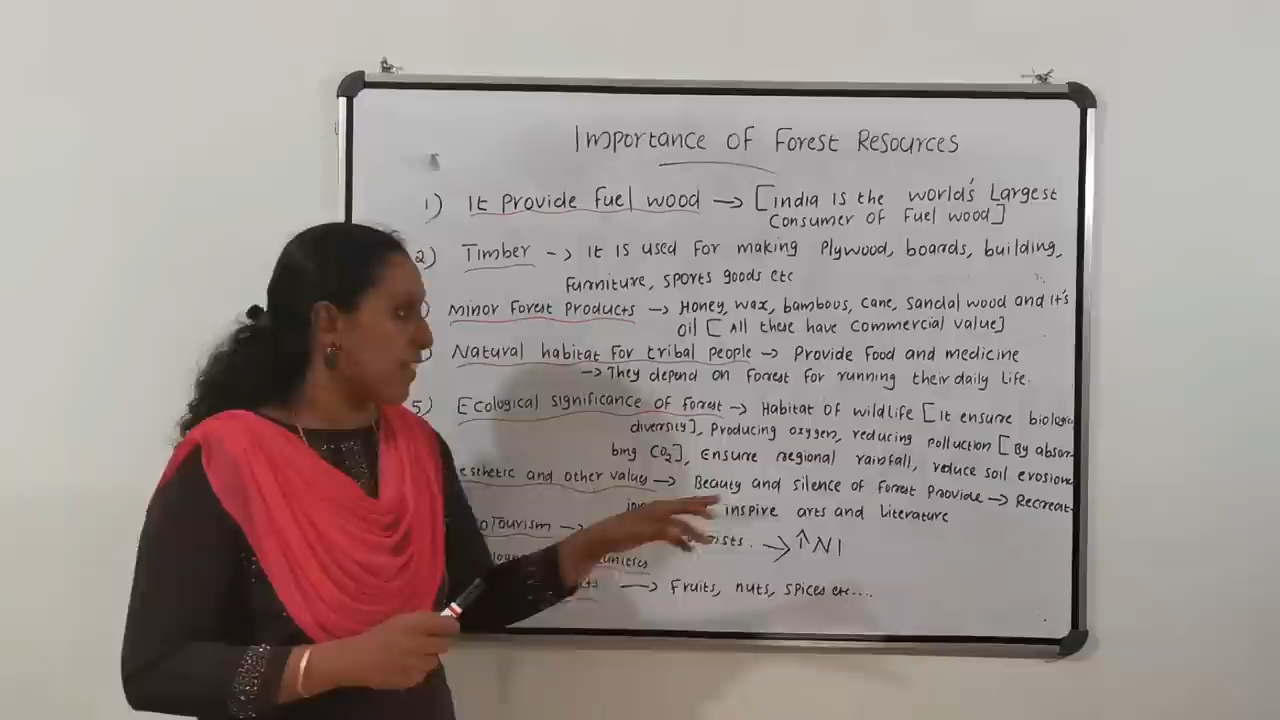 Importance of Forest Resources
1) It provide fuel wood → [India is the world's Largest
Consumer of Fuel wood]
2) Timber → It is used for making plywood, boards, building,
furniture, sports goods etc
) Minor Forest Products → Honey, wax, bamboos, cane, sandal wood and it's
oil [All these have commercial value]
) Natural habitat for tribal people → Provide food and medicine
→ They depend on Forest for running their daily life.
5) Ecological significance of forest → Habitat of wildlife [It ensure biologic
diversity], Producing oxygen, reducing pollution [By absor
bing CO2], Ensure regional rainfall, reduce soil erosion
esthetic and other values → Beauty and silence of forest provide → Recreat
inspire arts and Literature
oTourism → ists. → ↑ NI
→ Fruits, nuts, spices etc....